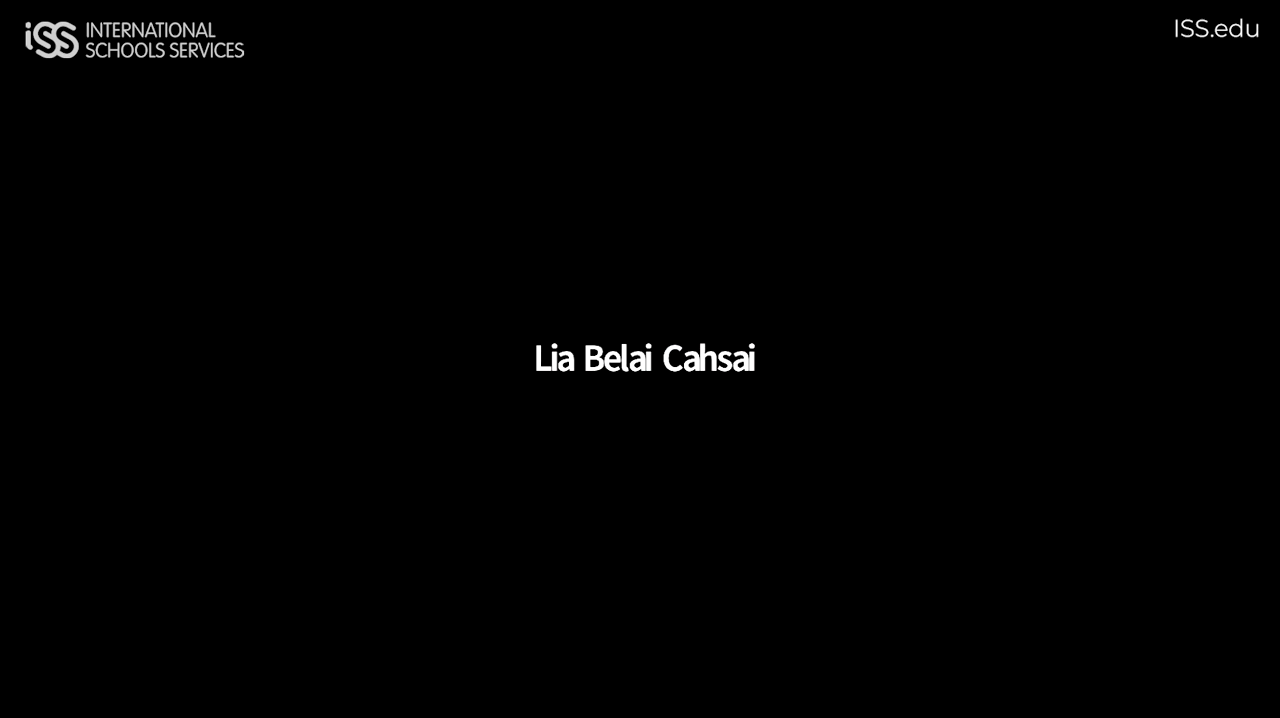 iSS INTERNATIONAL
SCHOOLS SERVICES
ISS.edu
Lia Belai Cahsai